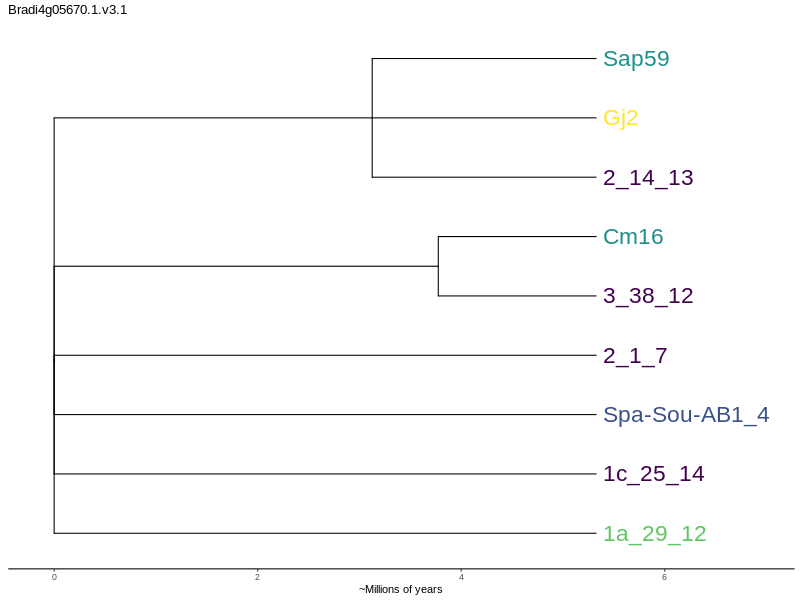 Bradi4g05670.1.v3.1
Sap59
Gj2
2_14_13
Cm16
3_38_12
2_1_7
Spa-Sou-AB1_4
1c_25_14
1a_29_12
0 2 4 6
~Millions of years